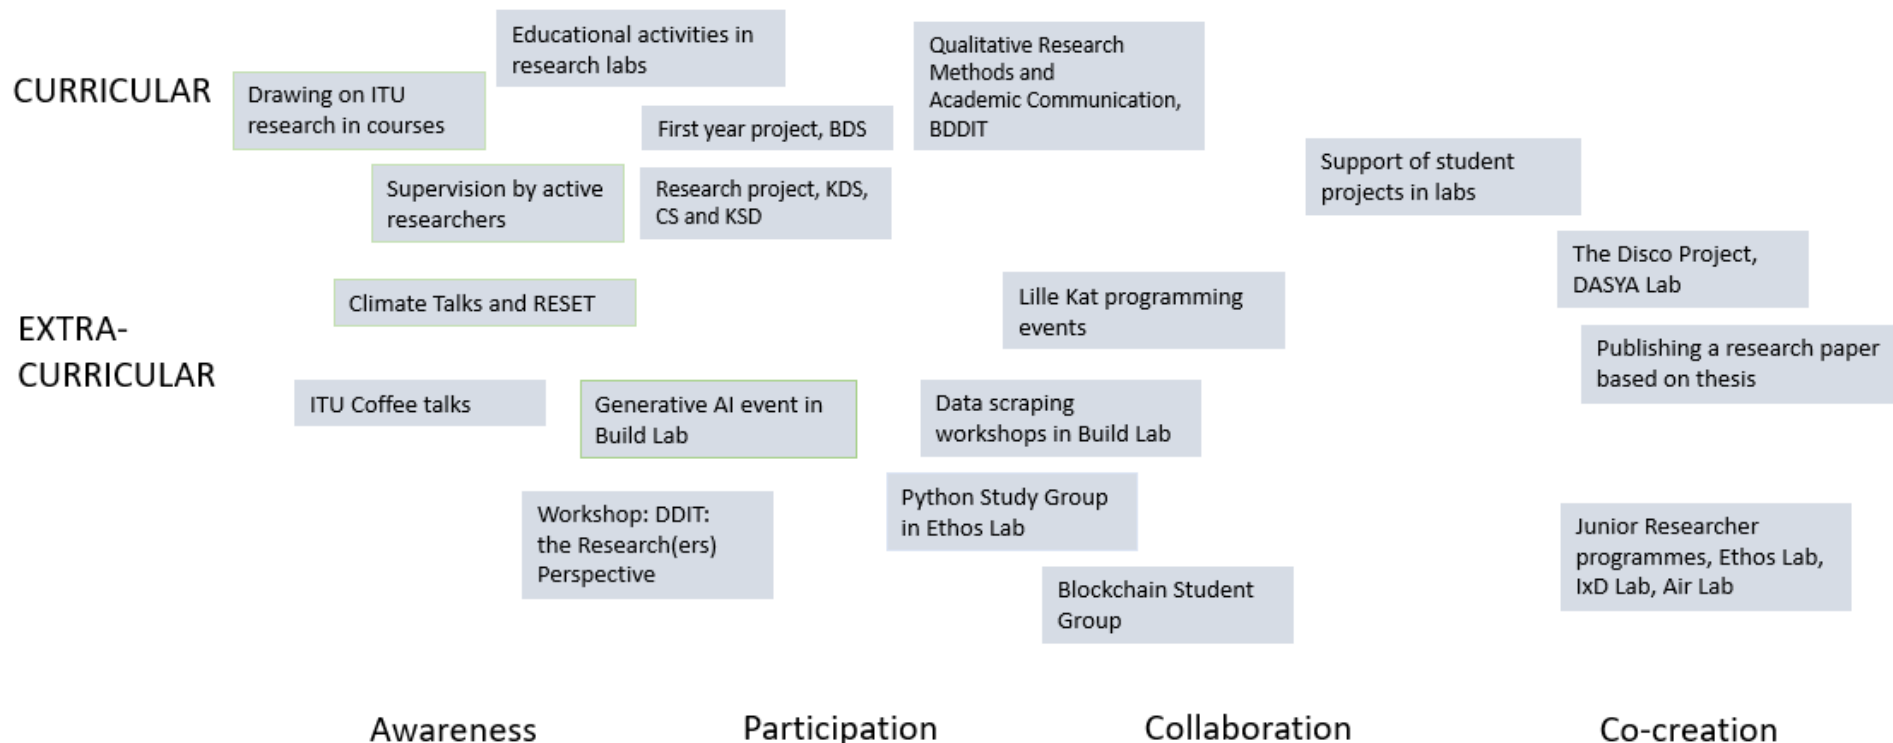 CURRICULAR
Drawing on ITU
research in courses
Educational activities in
research labs
Qualitative Research
Methods and
Academic Communication,
BDDIT
First year project, BDS
Supervision by active
researchers
Research project, KDS,
CS and KSD
Support of student
projects in labs
EXTRA-
CURRICULAR
Climate Talks and RESET
Lille Kat programming
events
The Disco Project,
DASYA Lab
Publishing a research paper
based on thesis
ITU Coffee talks
Generative AI event in
Build Lab
Data scraping
workshops in Build Lab
Workshop: DDIT:
the Research(ers)
Perspective
Python Study Group
in Ethos Lab
Blockchain Student
Group
Junior Researcher
programmes, Ethos Lab,
IxD Lab, Air Lab
Awareness
Participation
Collaboration
Co-creation